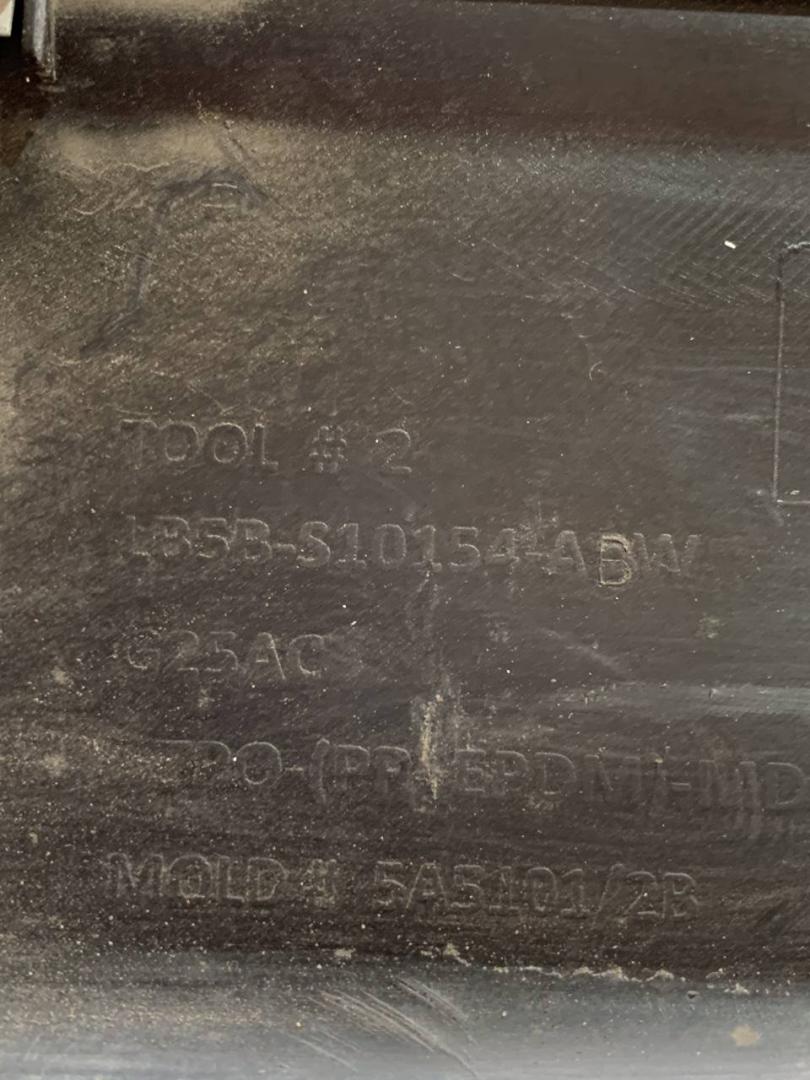 TOOL # 2
LB5B-S10154-ABW
G25AC
TPO-(PP+EPDM)-MD
MOLD # 5A5101/2B